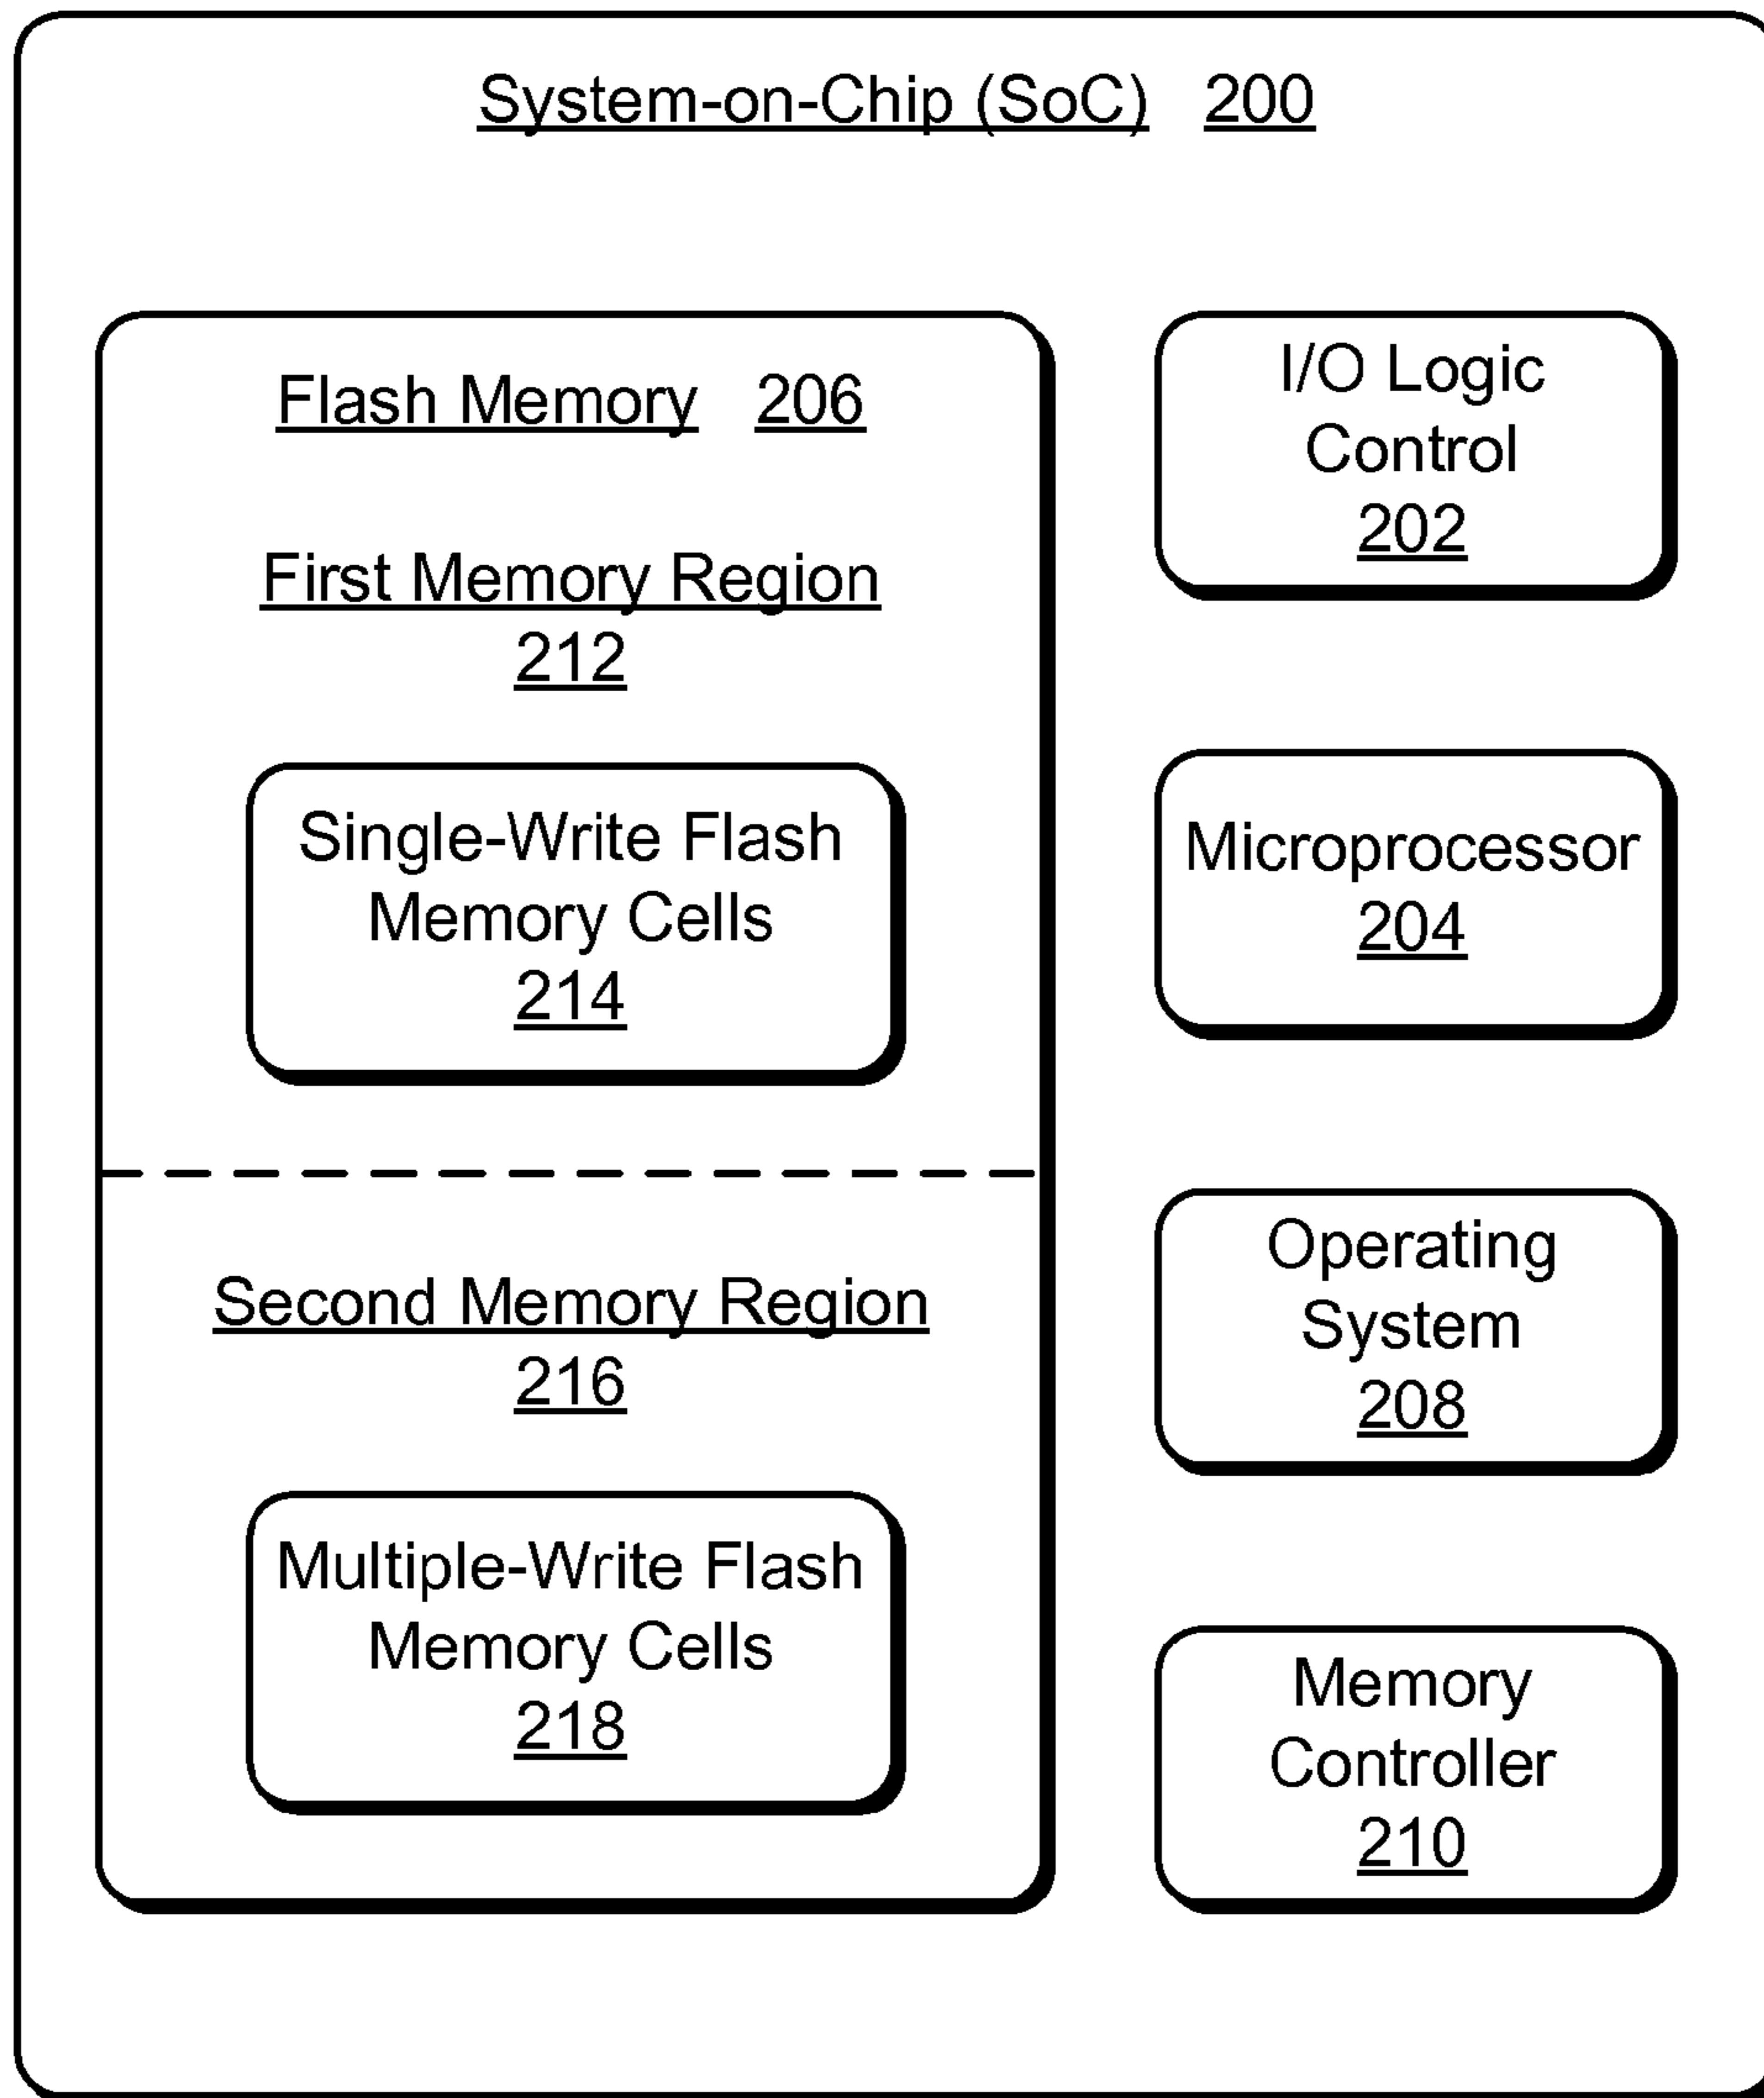 System-on-Chip (SoC) 200
Flash Memory 206
First Memory Region
212
Single-Write Flash
Memory Cells
214
Second Memory Region
216
Multiple-Write Flash
Memory Cells
218
I/O Logic
Control
202
Microprocessor
204
Operating
System
208
Memory
Controller
210